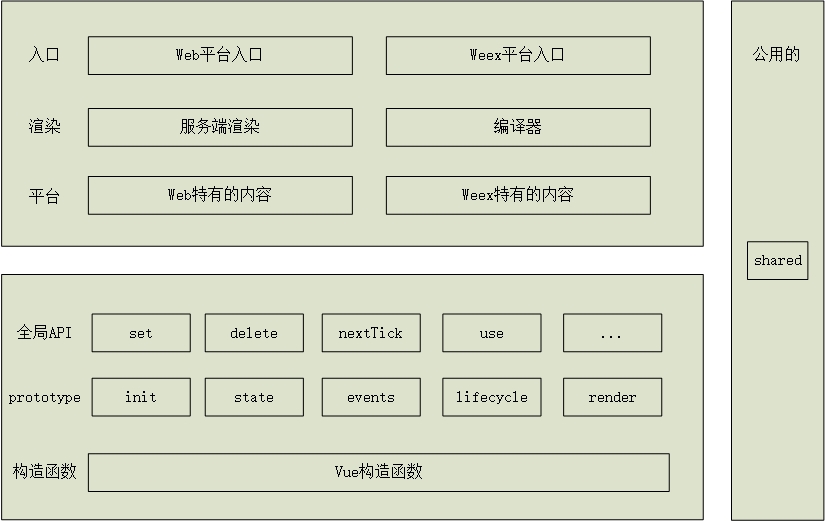 入口 Web平台入口 Weex平台入口 公用的
渲染 服务端渲染 编译器
平台 Web特有的内容 Weex特有的内容
shared
全局API set delete nextTick use ...
prototype init state events lifecycle render
构造函数 Vue构造函数